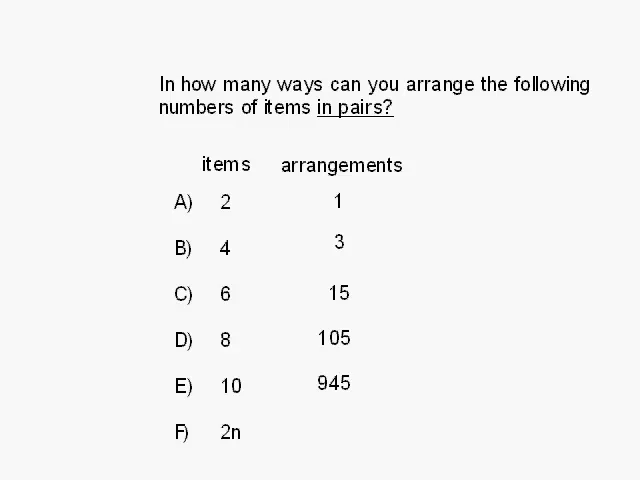 In how many ways can you arrange the following
numbers of items in pairs?
items arrangements
A) 2 1
B) 4 3
C) 6 15
D) 8 105
E) 10 945
F) 2n